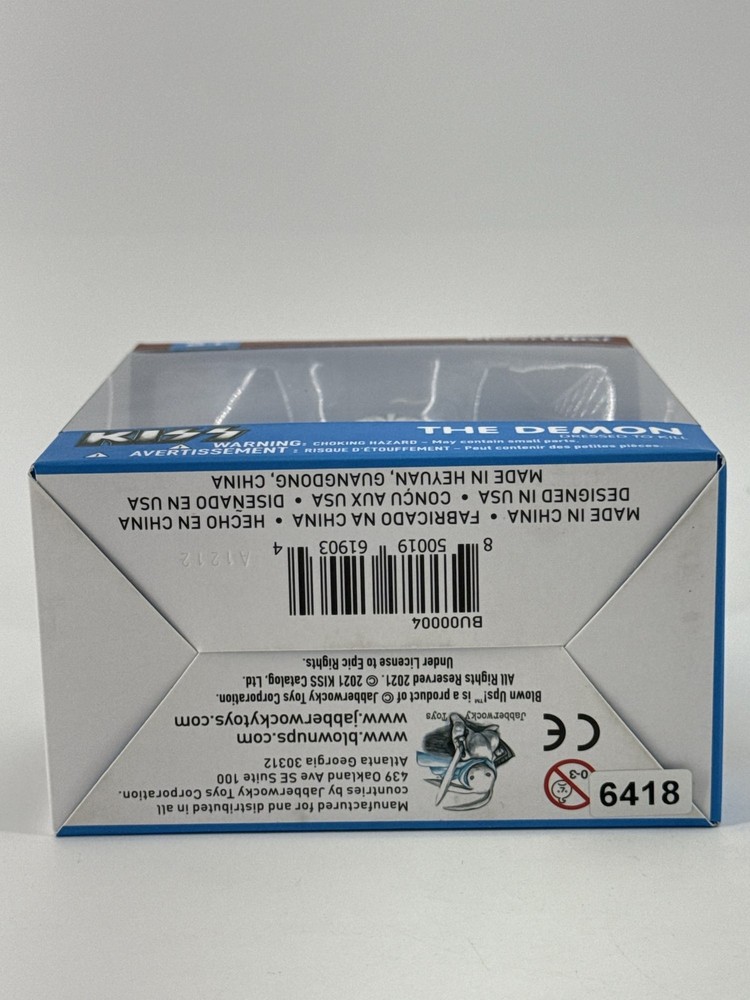 KISS
THE DEMON
DRESSED TO KILL
WARNING: CHOKING HAZARD – May contain small parts.
AVERTISSEMENT : RISQUE D'ÉTOUFFEMENT – Peut contenir des petites pièces.
Manufactured for and distributed in all
countries by Jabberwocky Toys Corporation.
439 Oakland Ave SE Suite 100
Atlanta Georgia 30312
www.blownups.com
www.jabberwockytoys.com
0-3
6418
CE
Jabberwocky Toys
Blown Ups!™ is a product of © Jabberwocky Toys Corporation.
All Rights Reserved 2021. © 2021 KISS Catalog, Ltd.
Under License to Epic Rights.
BU00004
8 50019 61903 4
A1212
MADE IN CHINA • FABRICADO NA CHINA • HECHO EN CHINA
DESIGNED IN USA • CONÇU AUX USA • DISEÑADO EN USA
MADE IN HEYUAN, GUANGDONG, CHINA